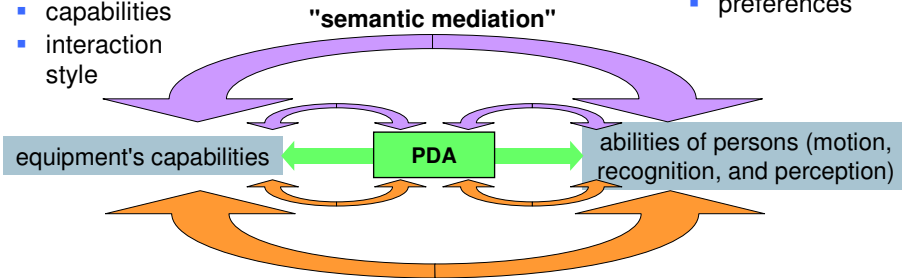 capabilities
interaction
style
"semantic mediation"
preferences
equipment's capabilities
PDA
abilities of persons (motion,
recognition, and perception)